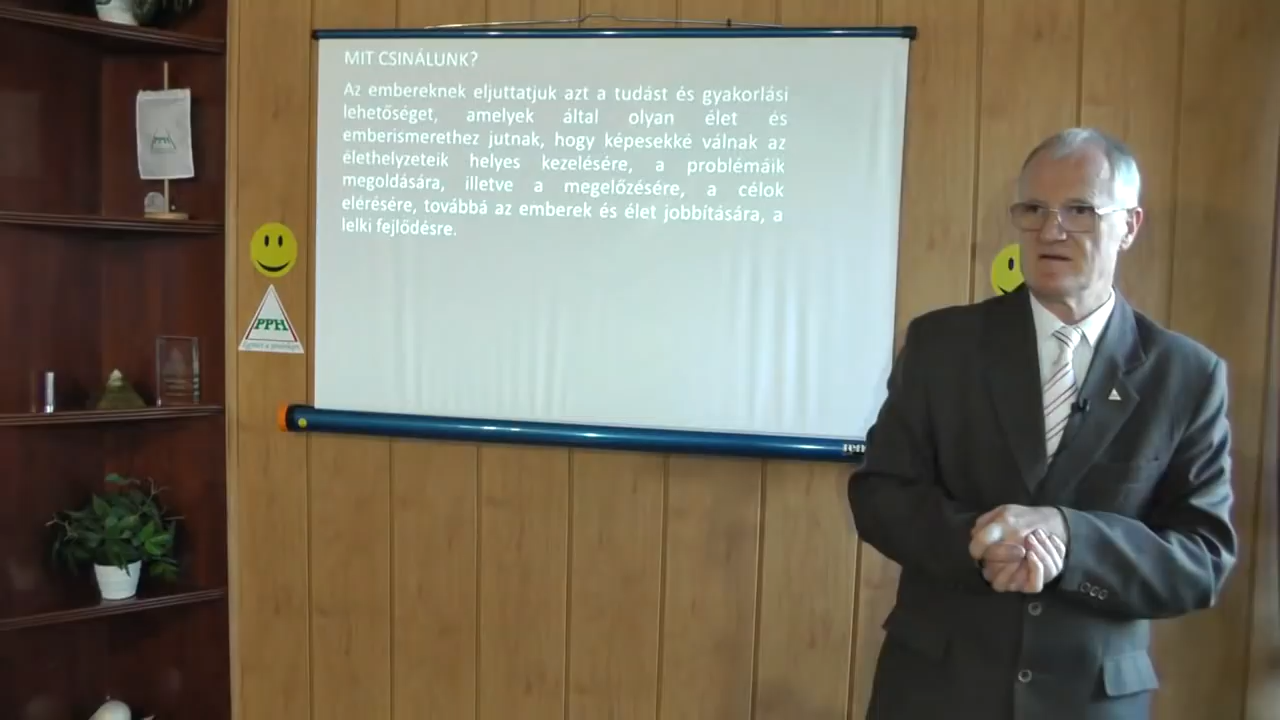 MIT CSINÁLUNK?
Az embereknek eljuttatjuk azt a tudást és gyakorlási
lehetőséget, amelyek által olyan élet és
emberismerethez jutnak, hogy képesekké válnak az
élethelyzeteik helyes kezelésére, a problémáik
megoldására, illetve a megelőzésére, a célok
elérésére, továbbá az emberek és élet jobbítására, a
lelki fejlődésre.
PPH